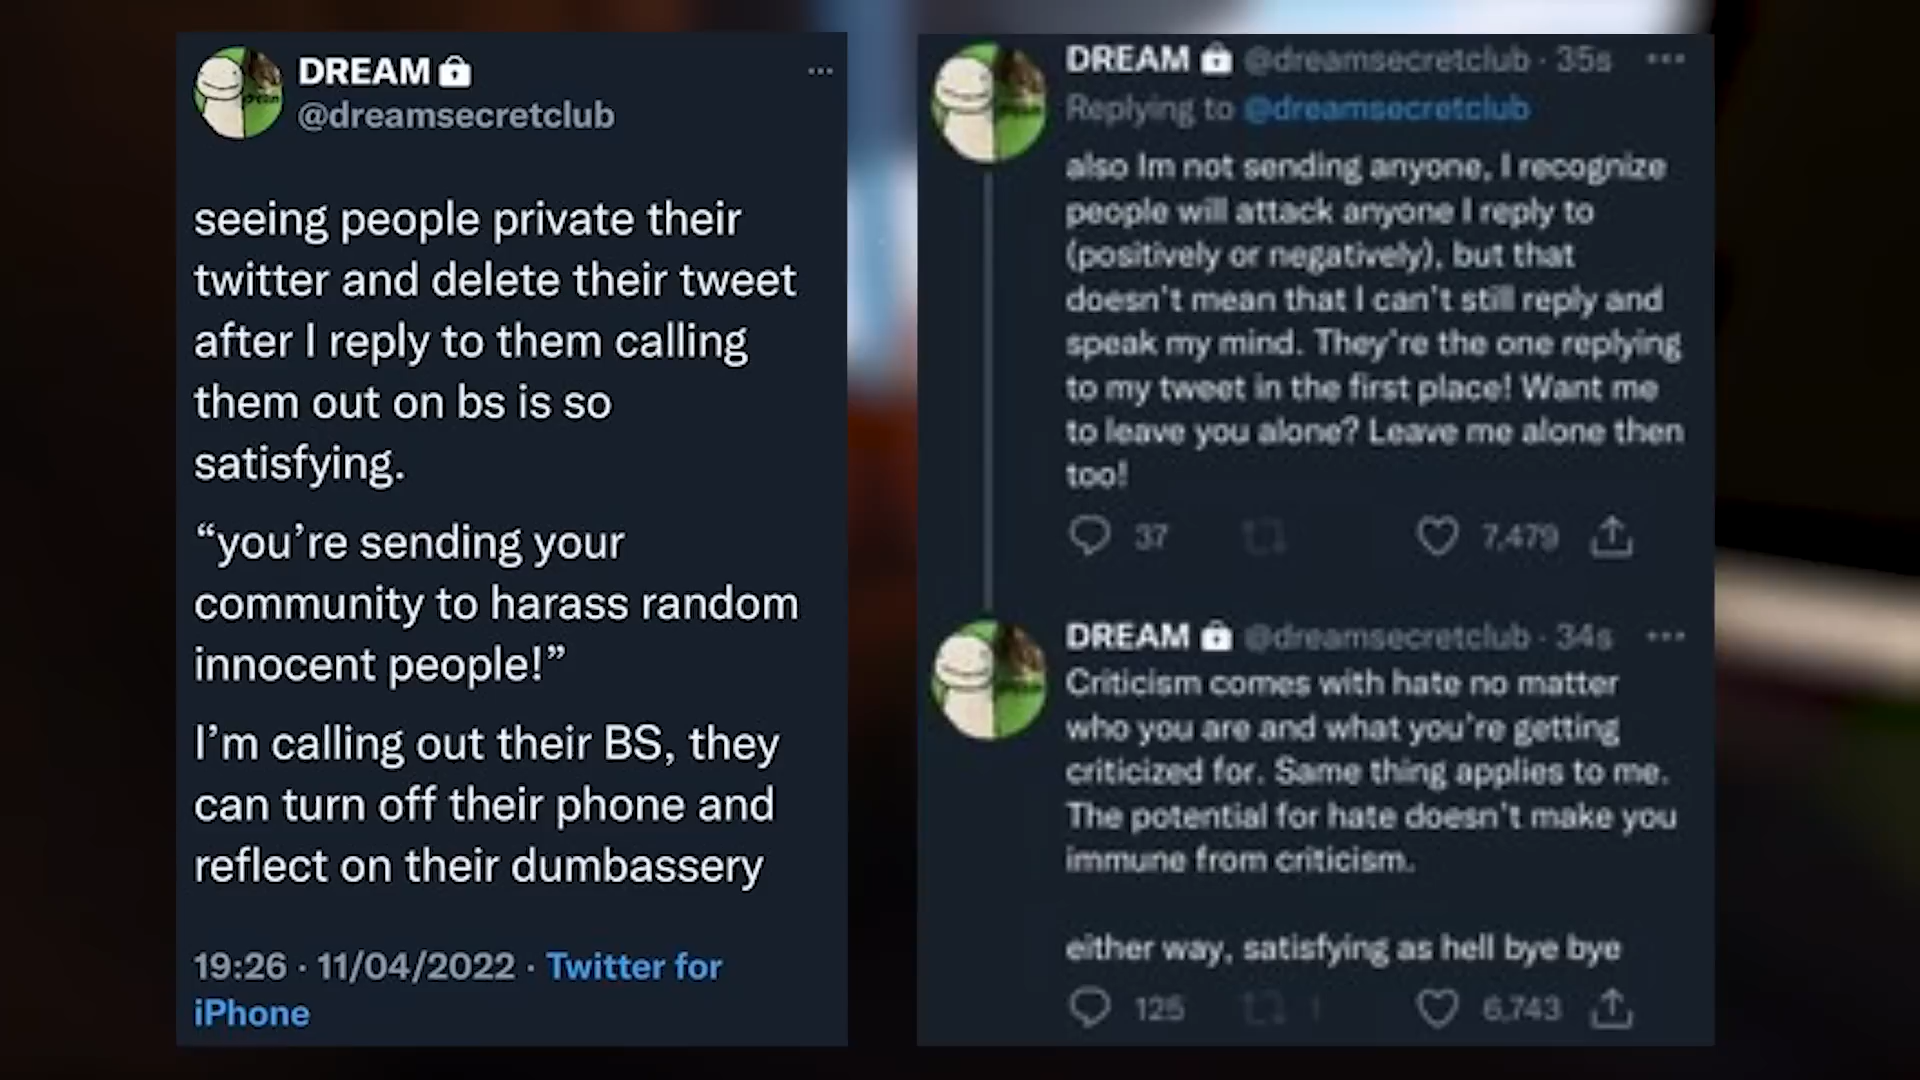 DREAM
@dreamsecretclub
seeing people private their
twitter and delete their tweet
after I reply to them calling
them out on bs is so
satisfying.
“you’re sending your
community to harass random
innocent people!”
I’m calling out their BS, they
can turn off their phone and
reflect on their dumbassery
19:26 · 11/04/2022 · Twitter for
iPhone
DREAM @dreamsecretclub · 35s
Replying to @dreamsecretclub
also Im not sending anyone, I recognize
people will attack anyone I reply to
(positively or negatively), but that
doesn't mean that I can't still reply and
speak my mind. They're the one replying
to my tweet in the first place! Want me
to leave you alone? Leave me alone then
too!
37 7,479
DREAM @dreamsecretclub · 34s
Criticism comes with hate no matter
who you are and what you're getting
criticized for. Same thing applies to me.
The potential for hate doesn't make you
immune from criticism.
either way, satisfying as hell bye bye
125 6,743